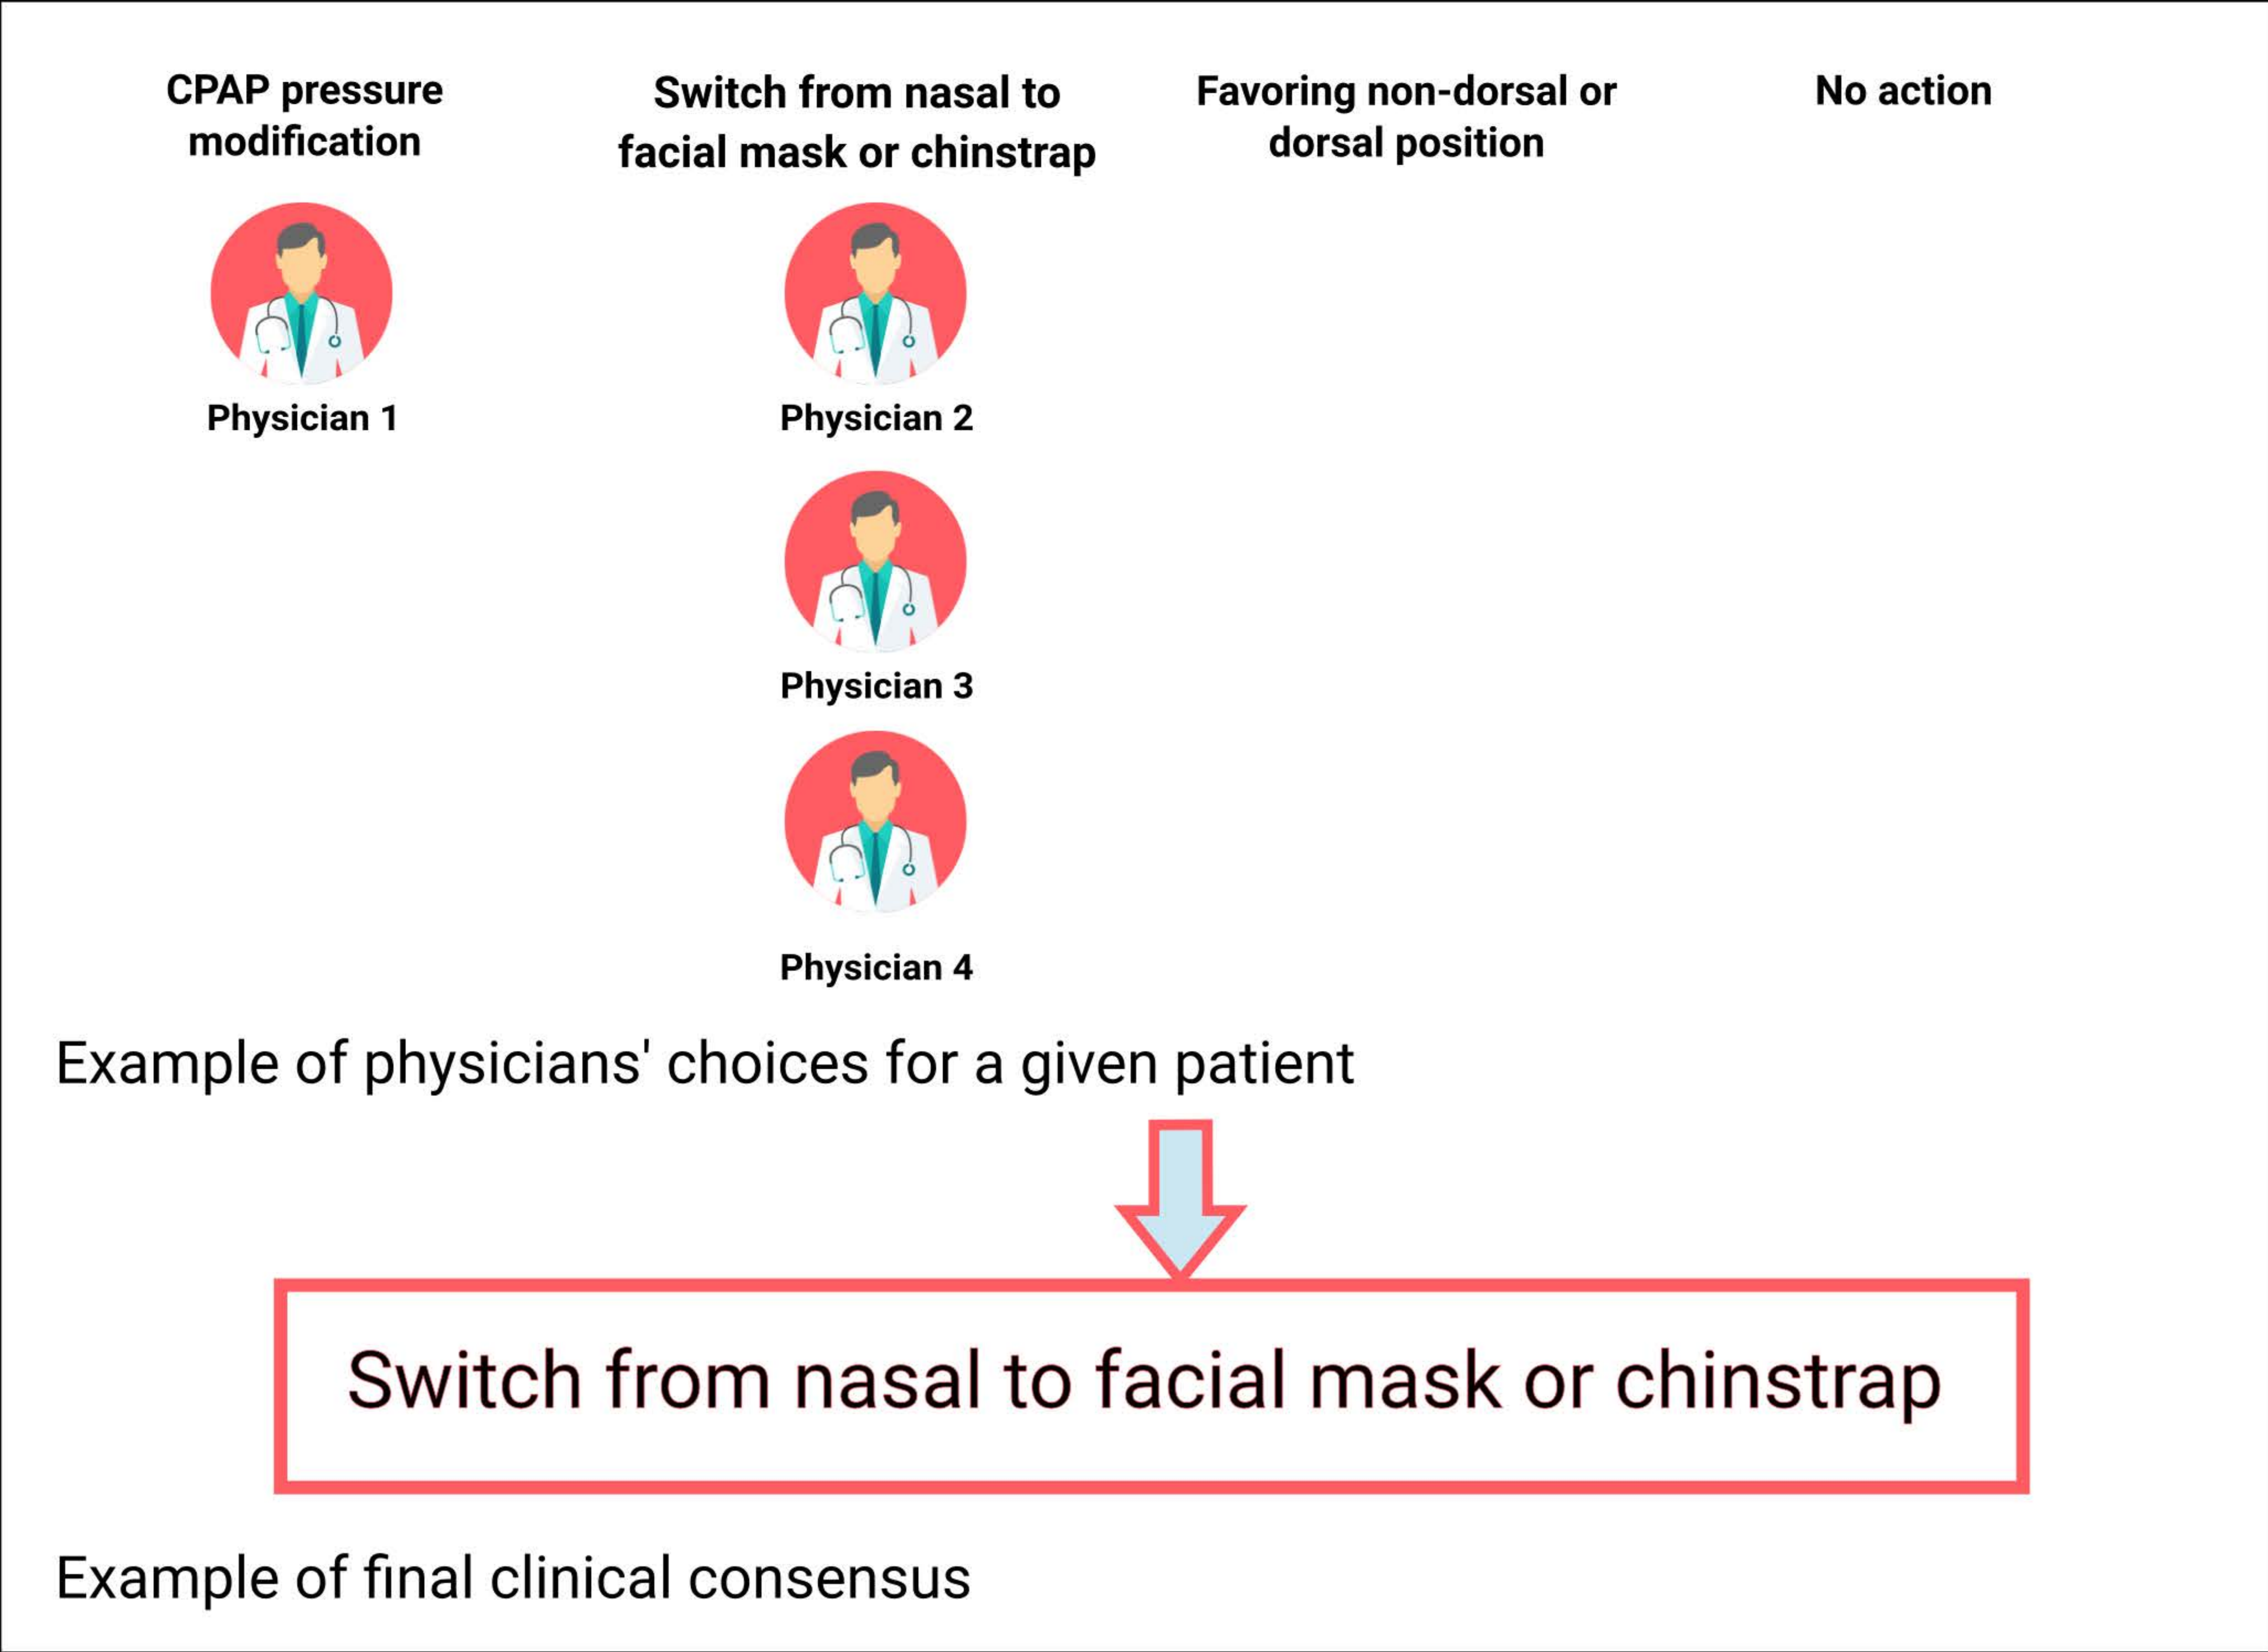 CPAP pressure
modification
Switch from nasal to
facial mask or chinstrap
Favoring non-dorsal or
dorsal position
No action
Physician 1
Physician 2
Physician 3
Physician 4
Example of physicians' choices for a given patient
Switch from nasal to facial mask or chinstrap
Example of final clinical consensus